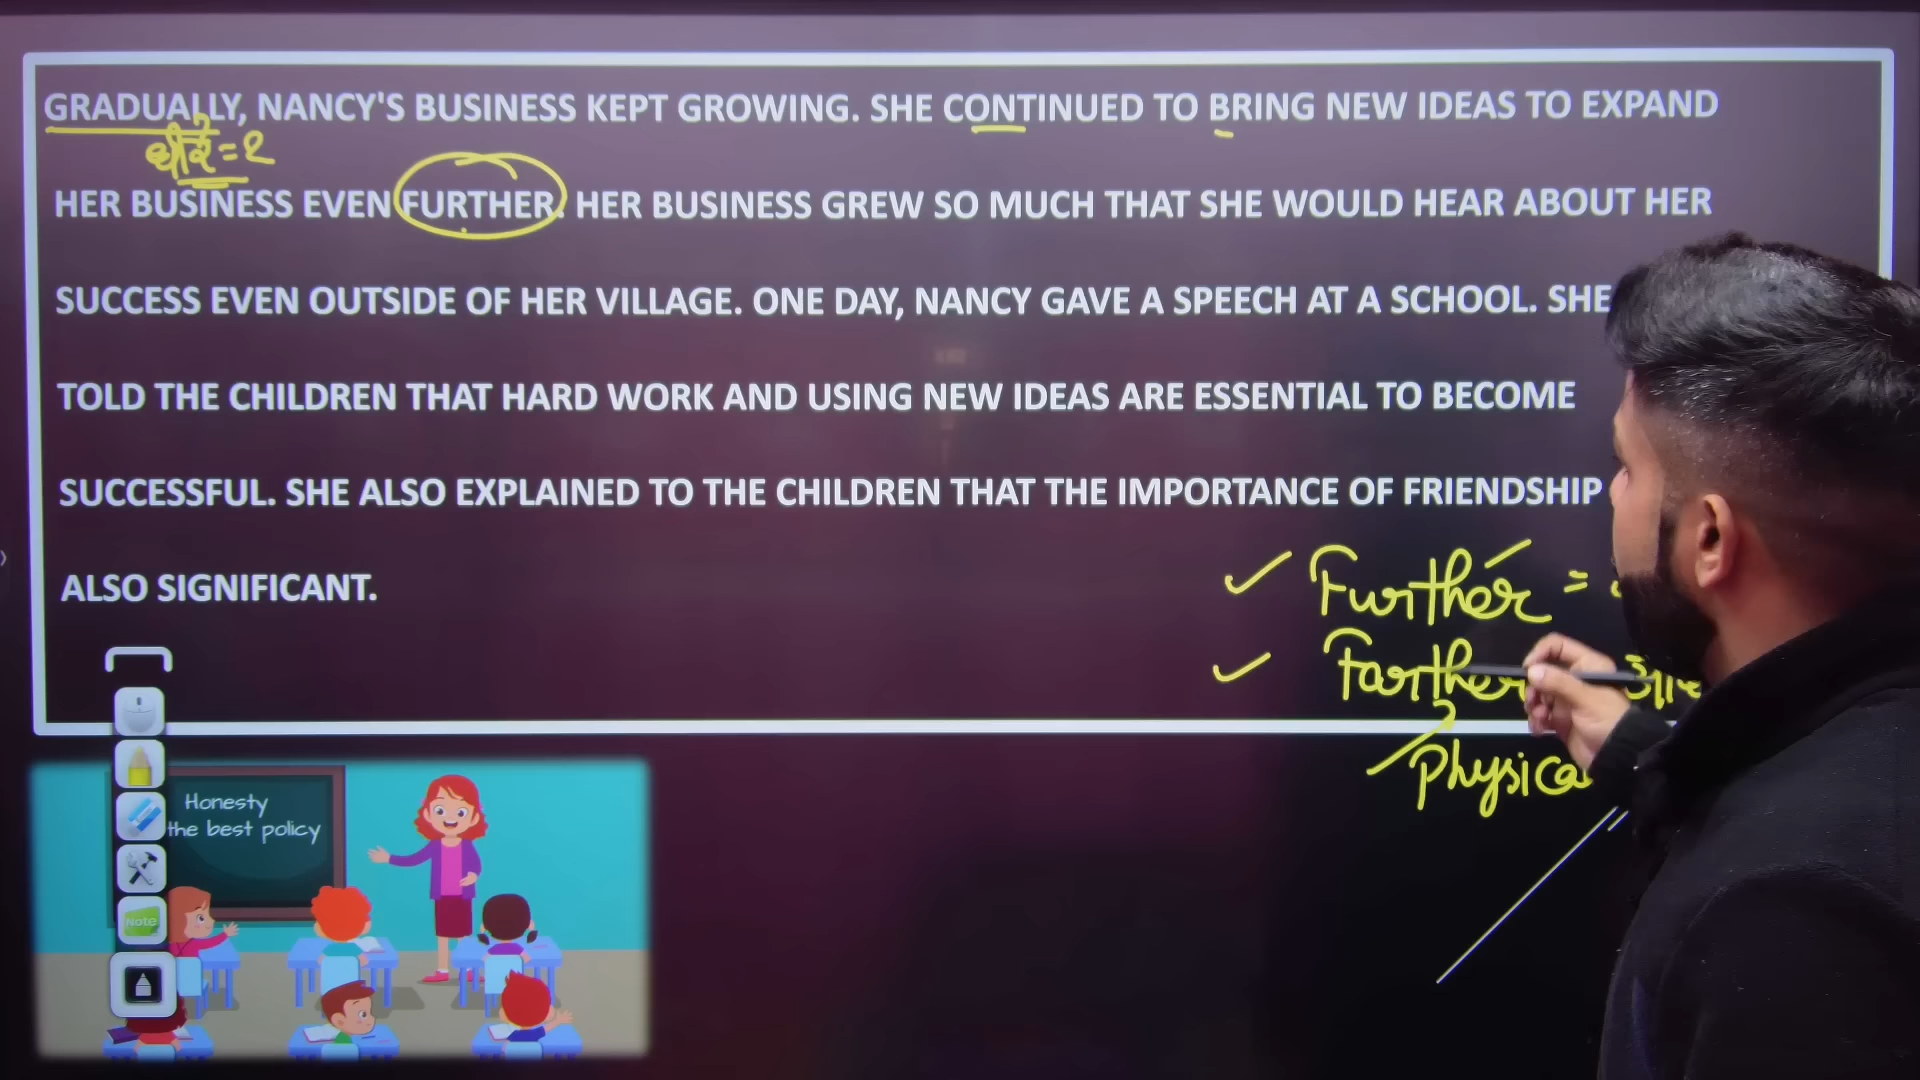 GRADUALLY, NANCY'S BUSINESS KEPT GROWING. SHE CONTINUED TO BRING NEW IDEAS TO EXPAND
धीरे = २
HER BUSINESS EVEN FURTHER. HER BUSINESS GREW SO MUCH THAT SHE WOULD HEAR ABOUT HER
SUCCESS EVEN OUTSIDE OF HER VILLAGE. ONE DAY, NANCY GAVE A SPEECH AT A SCHOOL. SHE
TOLD THE CHILDREN THAT HARD WORK AND USING NEW IDEAS ARE ESSENTIAL TO BECOME
SUCCESSFUL. SHE ALSO EXPLAINED TO THE CHILDREN THAT THE IMPORTANCE OF FRIENDSHIP
ALSO SIGNIFICANT.
Further =
Farther
Physical
Honesty
the best policy
Note